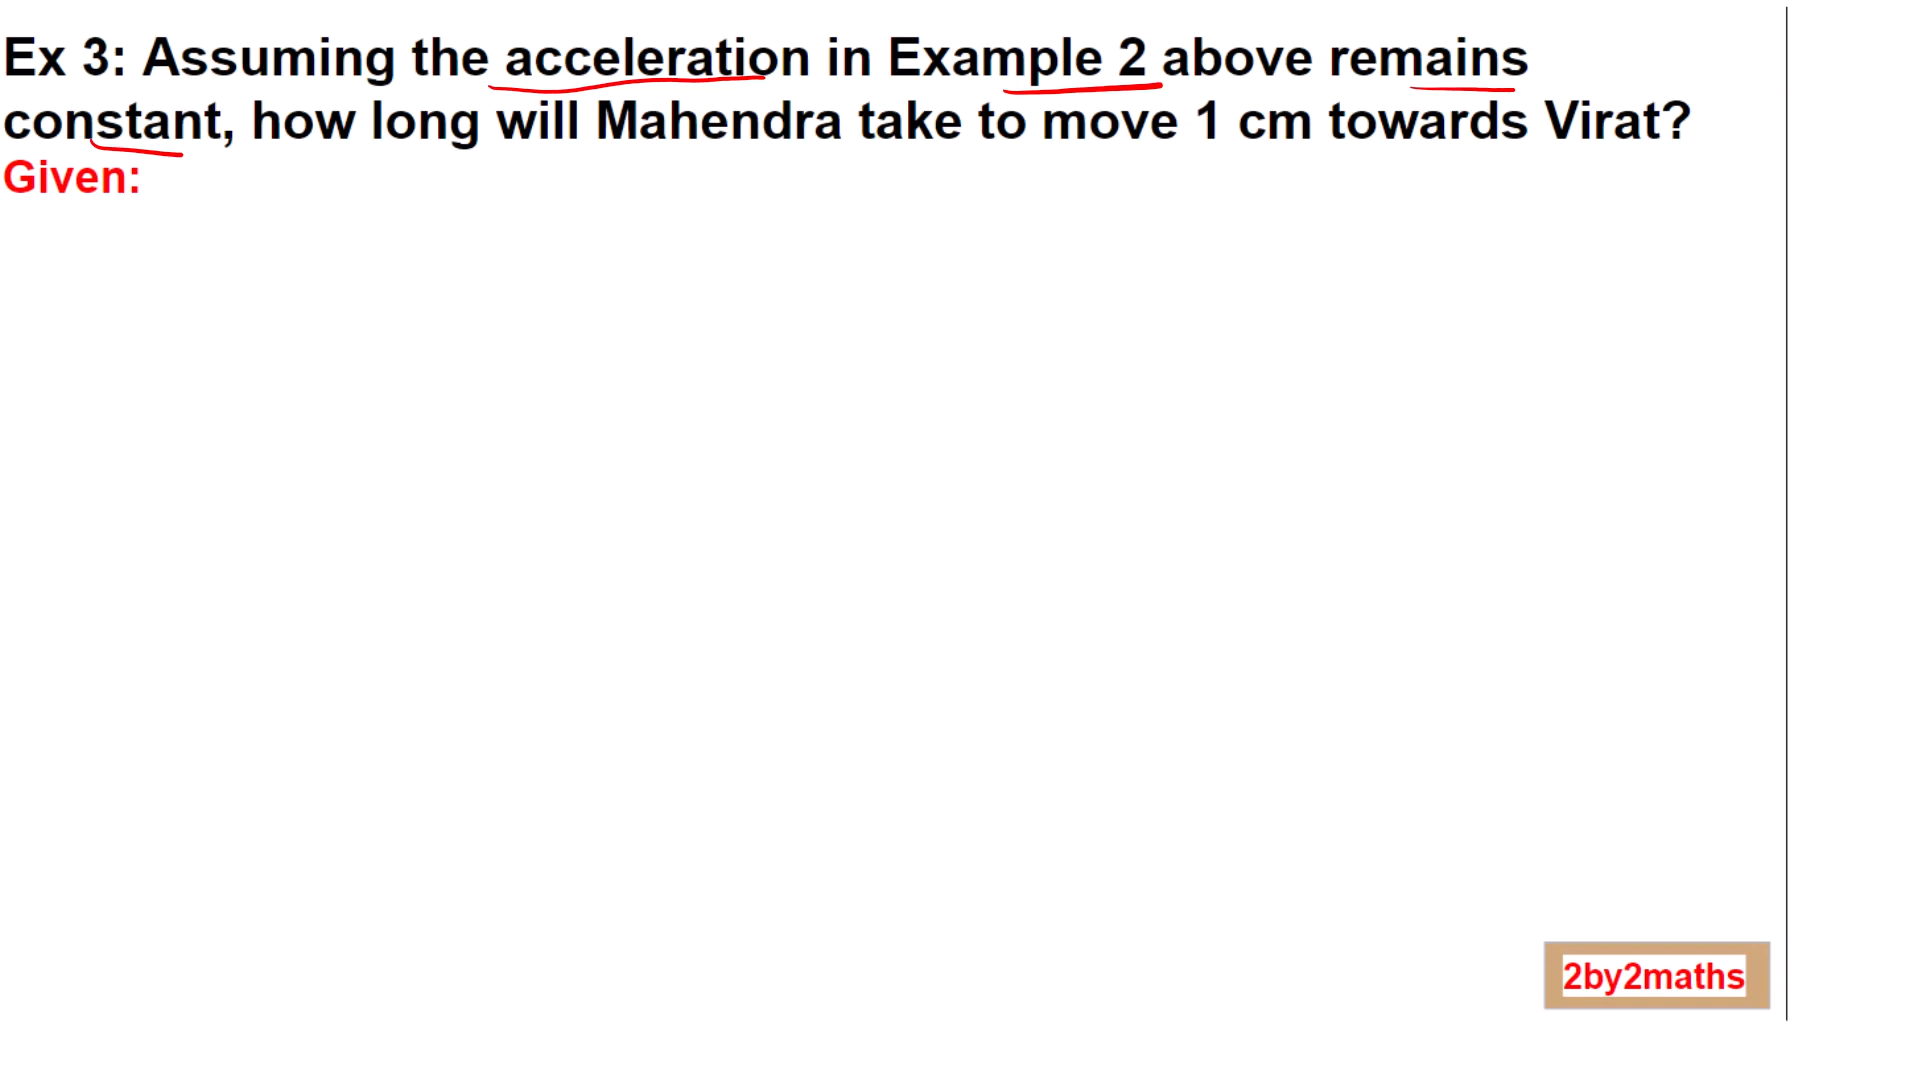 Ex 3: Assuming the acceleration in Example 2 above remains
constant, how long will Mahendra take to move 1 cm towards Virat?
Given:
2by2maths